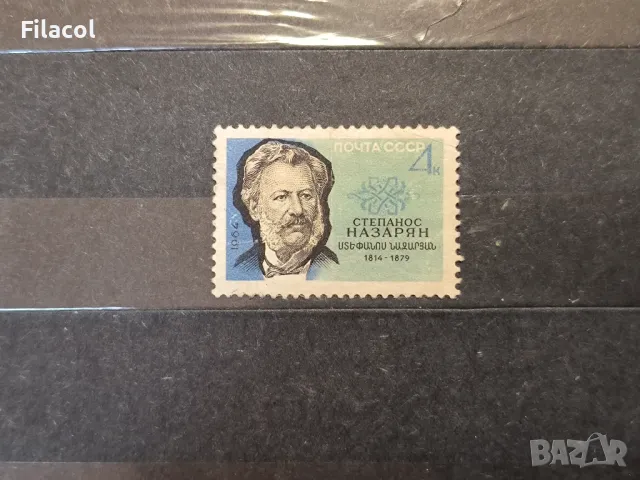 Filacol
ПОЧТА СССР
4к
1964
СТЕПАНОС
НАЗАРЯН
ՍՏԵՓԱՆՈՍ ՆԱԶԱՐՅԱՆ
1814-1879
BAZAR